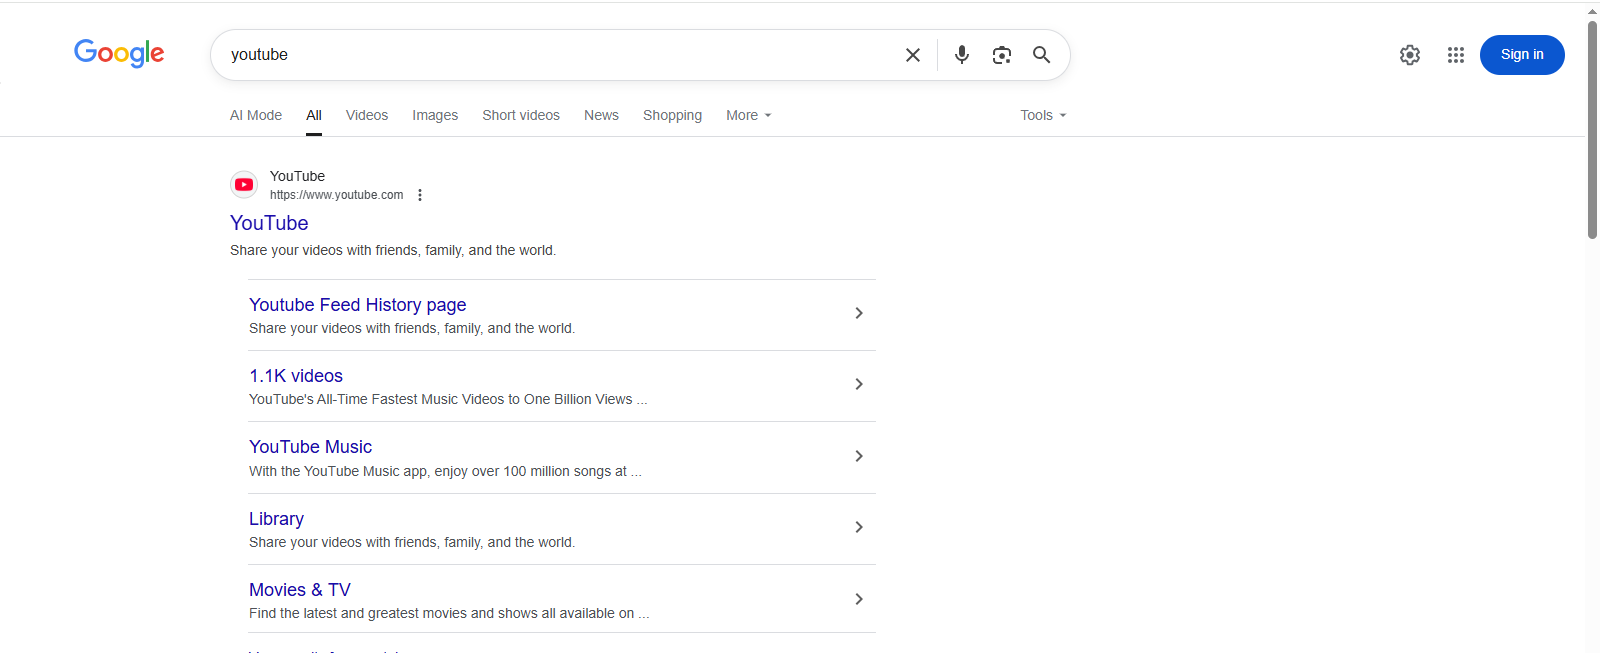 Google
youtube
Sign in
AI Mode All Videos Images Short videos News Shopping More Tools
YouTube
https://www.youtube.com
YouTube
Share your videos with friends, family, and the world.
Youtube Feed History page
Share your videos with friends, family, and the world.
1.1K videos
YouTube's All-Time Fastest Music Videos to One Billion Views ...
YouTube Music
With the YouTube Music app, enjoy over 100 million songs at ...
Library
Share your videos with friends, family, and the world.
Movies & TV
Find the latest and greatest movies and shows all available on ...